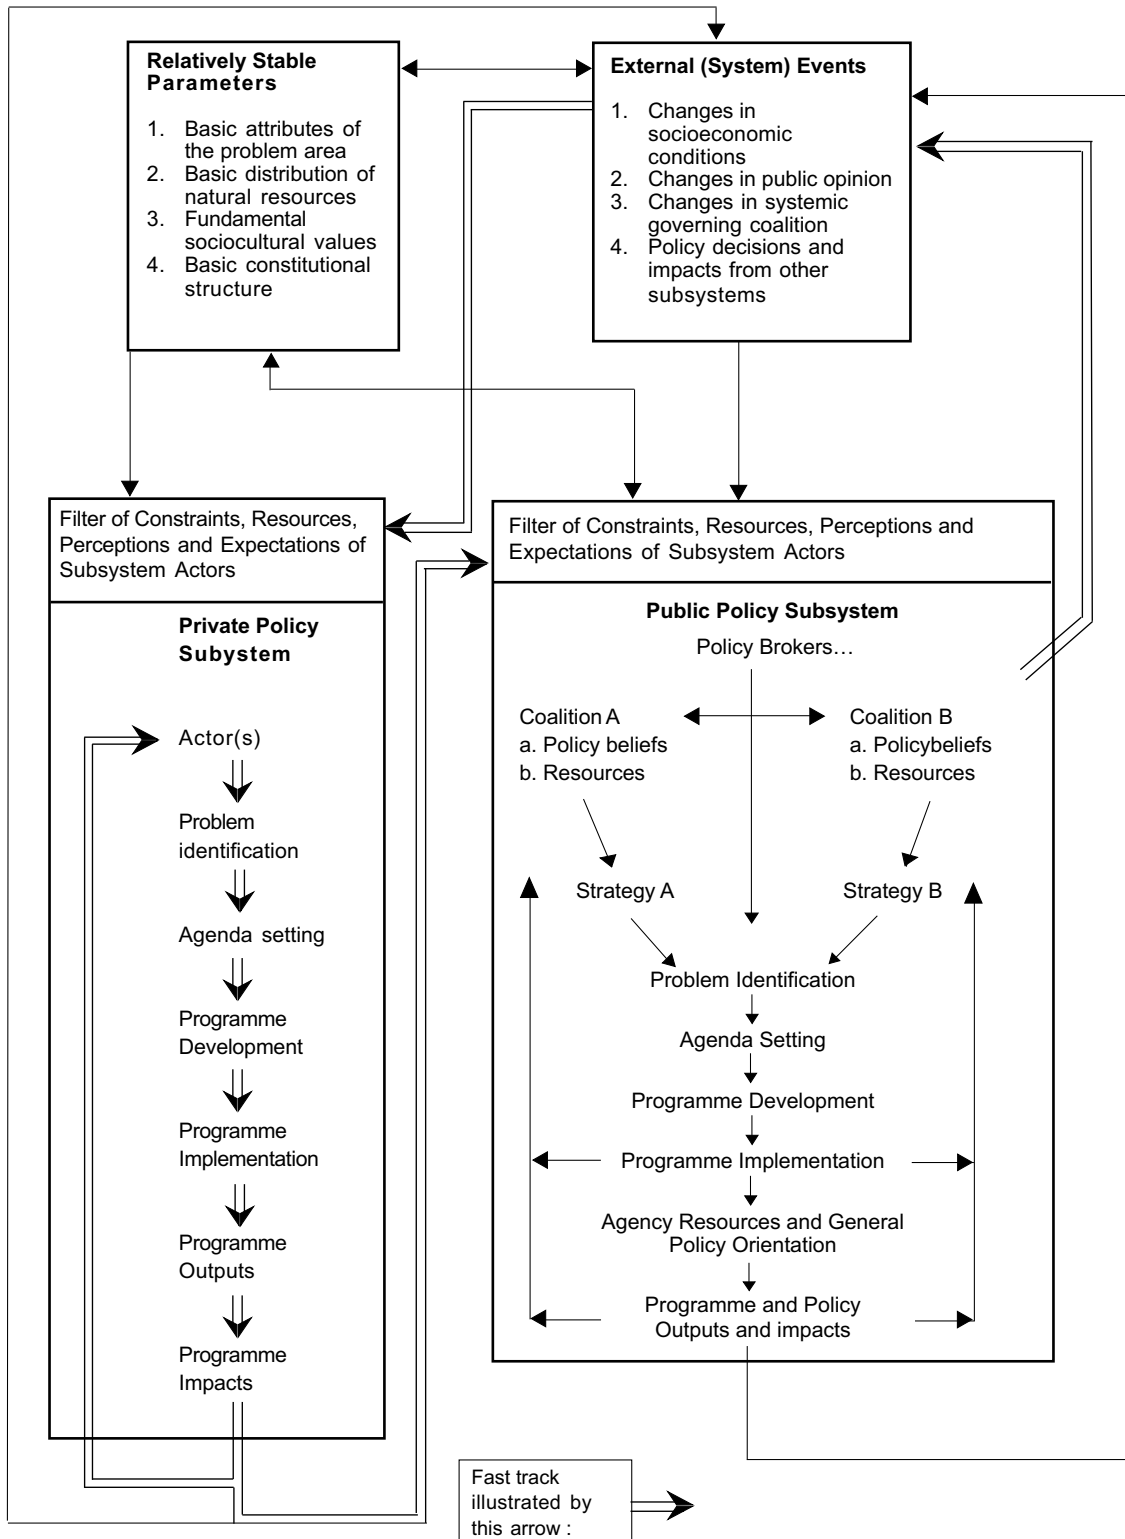 Relatively Stable
Parameters
1. Basic attributes of
the problem area
2. Basic distribution of
natural resources
3. Fundamental
sociocultural values
4. Basic constitutional
structure
External (System) Events
1. Changes in
socioeconomic
conditions
2. Changes in public opinion
3. Changes in systemic
governing coalition
4. Policy decisions and
impacts from other
subsystems
Filter of Constraints, Resources,
Perceptions and Expectations of
Subsystem Actors
Private Policy
Subystem
Actor(s)
Problem
identification
Agenda setting
Programme
Development
Programme
Implementation
Programme
Outputs
Programme
Impacts
Filter of Constraints, Resources, Perceptions and
Expectations of Subsystem Actors
Public Policy Subsystem
Policy Brokers...
Coalition A
a. Policy beliefs
b. Resources
Coalition B
a. Policybeliefs
b. Resources
Strategy A
Strategy B
Problem Identification
Agenda Setting
Programme Development
Programme Implementation
Agency Resources and General
Policy Orientation
Programme and Policy
Outputs and impacts
Fast track
illustrated by
this arrow :